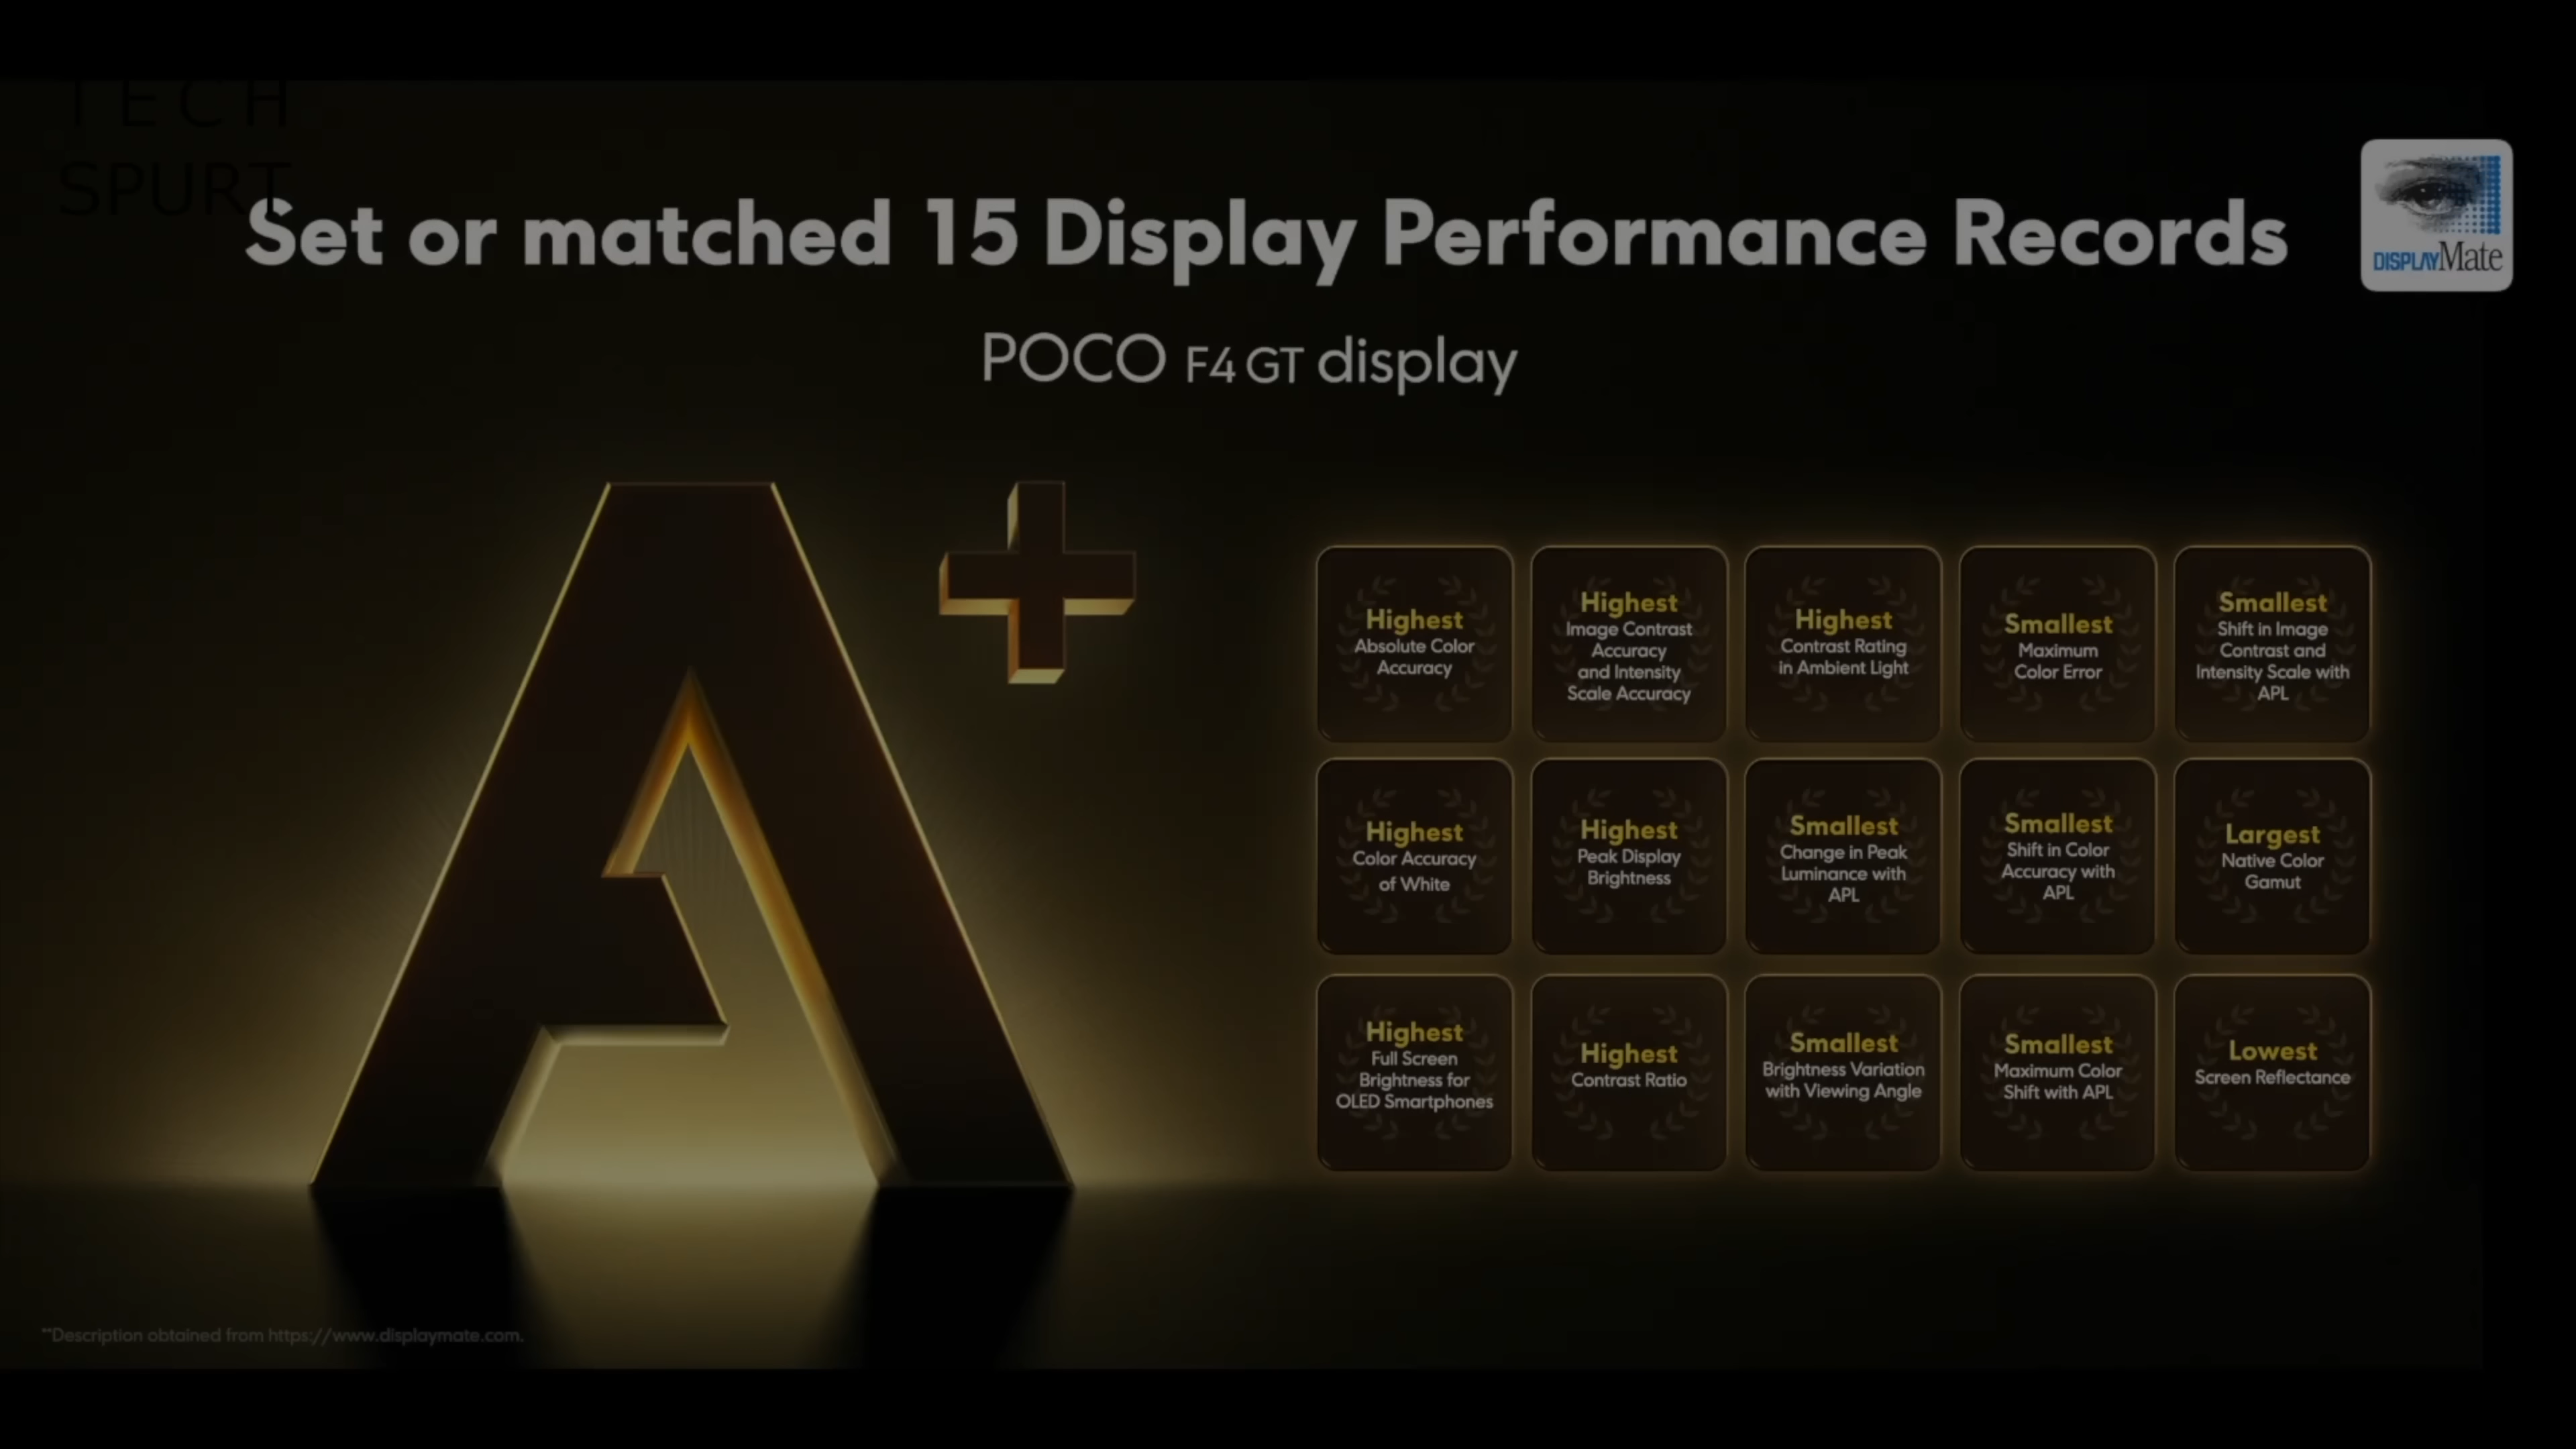 TECH
SPURT
Set or matched 15 Display Performance Records
DISPLAYMate
POCO F4 GT display
A+
Highest
Absolute Color
Accuracy
Highest
Image Contrast
Accuracy
and Intensity
Scale Accuracy
Highest
Contrast Rating
in Ambient Light
Smallest
Maximum
Color Error
Smallest
Shift in Image
Contrast and
Intensity Scale with
APL
Highest
Color Accuracy
of White
Highest
Peak Display
Brightness
Smallest
Change in Peak
Luminance with
APL
Smallest
Shift in Color
Accuracy with
APL
Largest
Native Color
Gamut
Highest
Full Screen
Brightness for
OLED Smartphones
Highest
Contrast Ratio
Smallest
Brightness Variation
with Viewing Angle
Smallest
Maximum Color
Shift with APL
Lowest
Screen Reflectance
**Description obtained from https://www.displaymate.com.